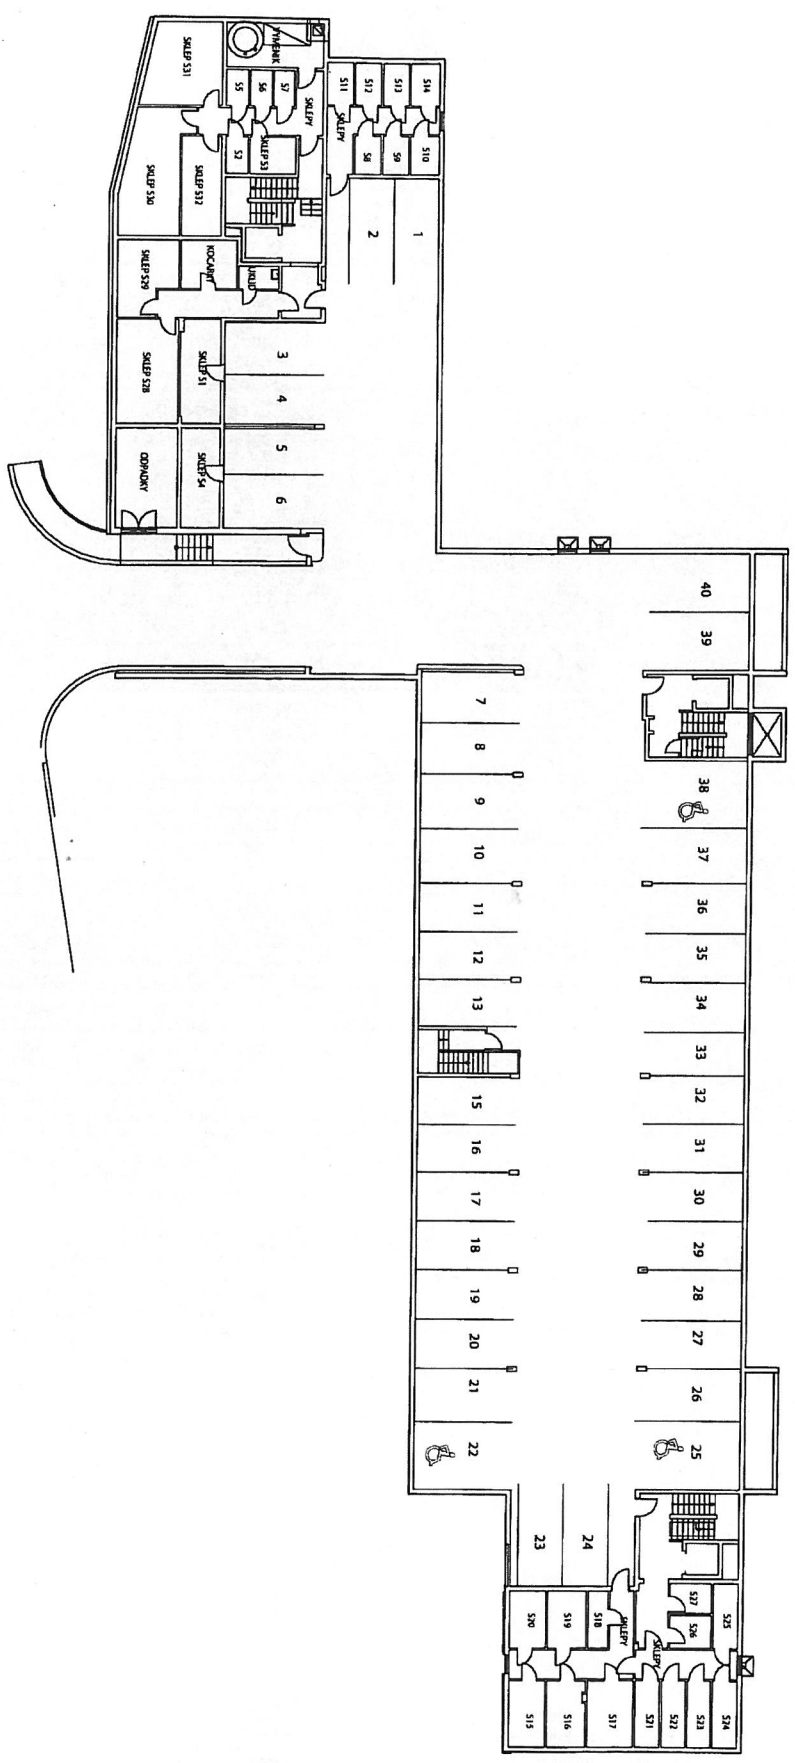 SKLEP S31
VÝMĚNÍK
S5
S6
S7
SKLEPY
S11
S12
S13
S14
SKLEPY
S2
SKLEP S3
S8
S9
S10
SKLEP S30
SKLEP S32
2
1
SKLEP S29
KOČÁRKY
ÚKLID
SKLEP S28
SKLEP S1
3
4
ODPADKY
SKLEP S4
5
6
40
39
7
8
38
9
10
37
11
36
12
35
13
34
33
15
32
16
31
17
30
18
29
19
28
20
27
21
26
22
25
23
24
S20
S19
S18
SKLEPY
S27
S26
S25
SKLEPY
S15
S16
S17
S21
S22
S23
S24